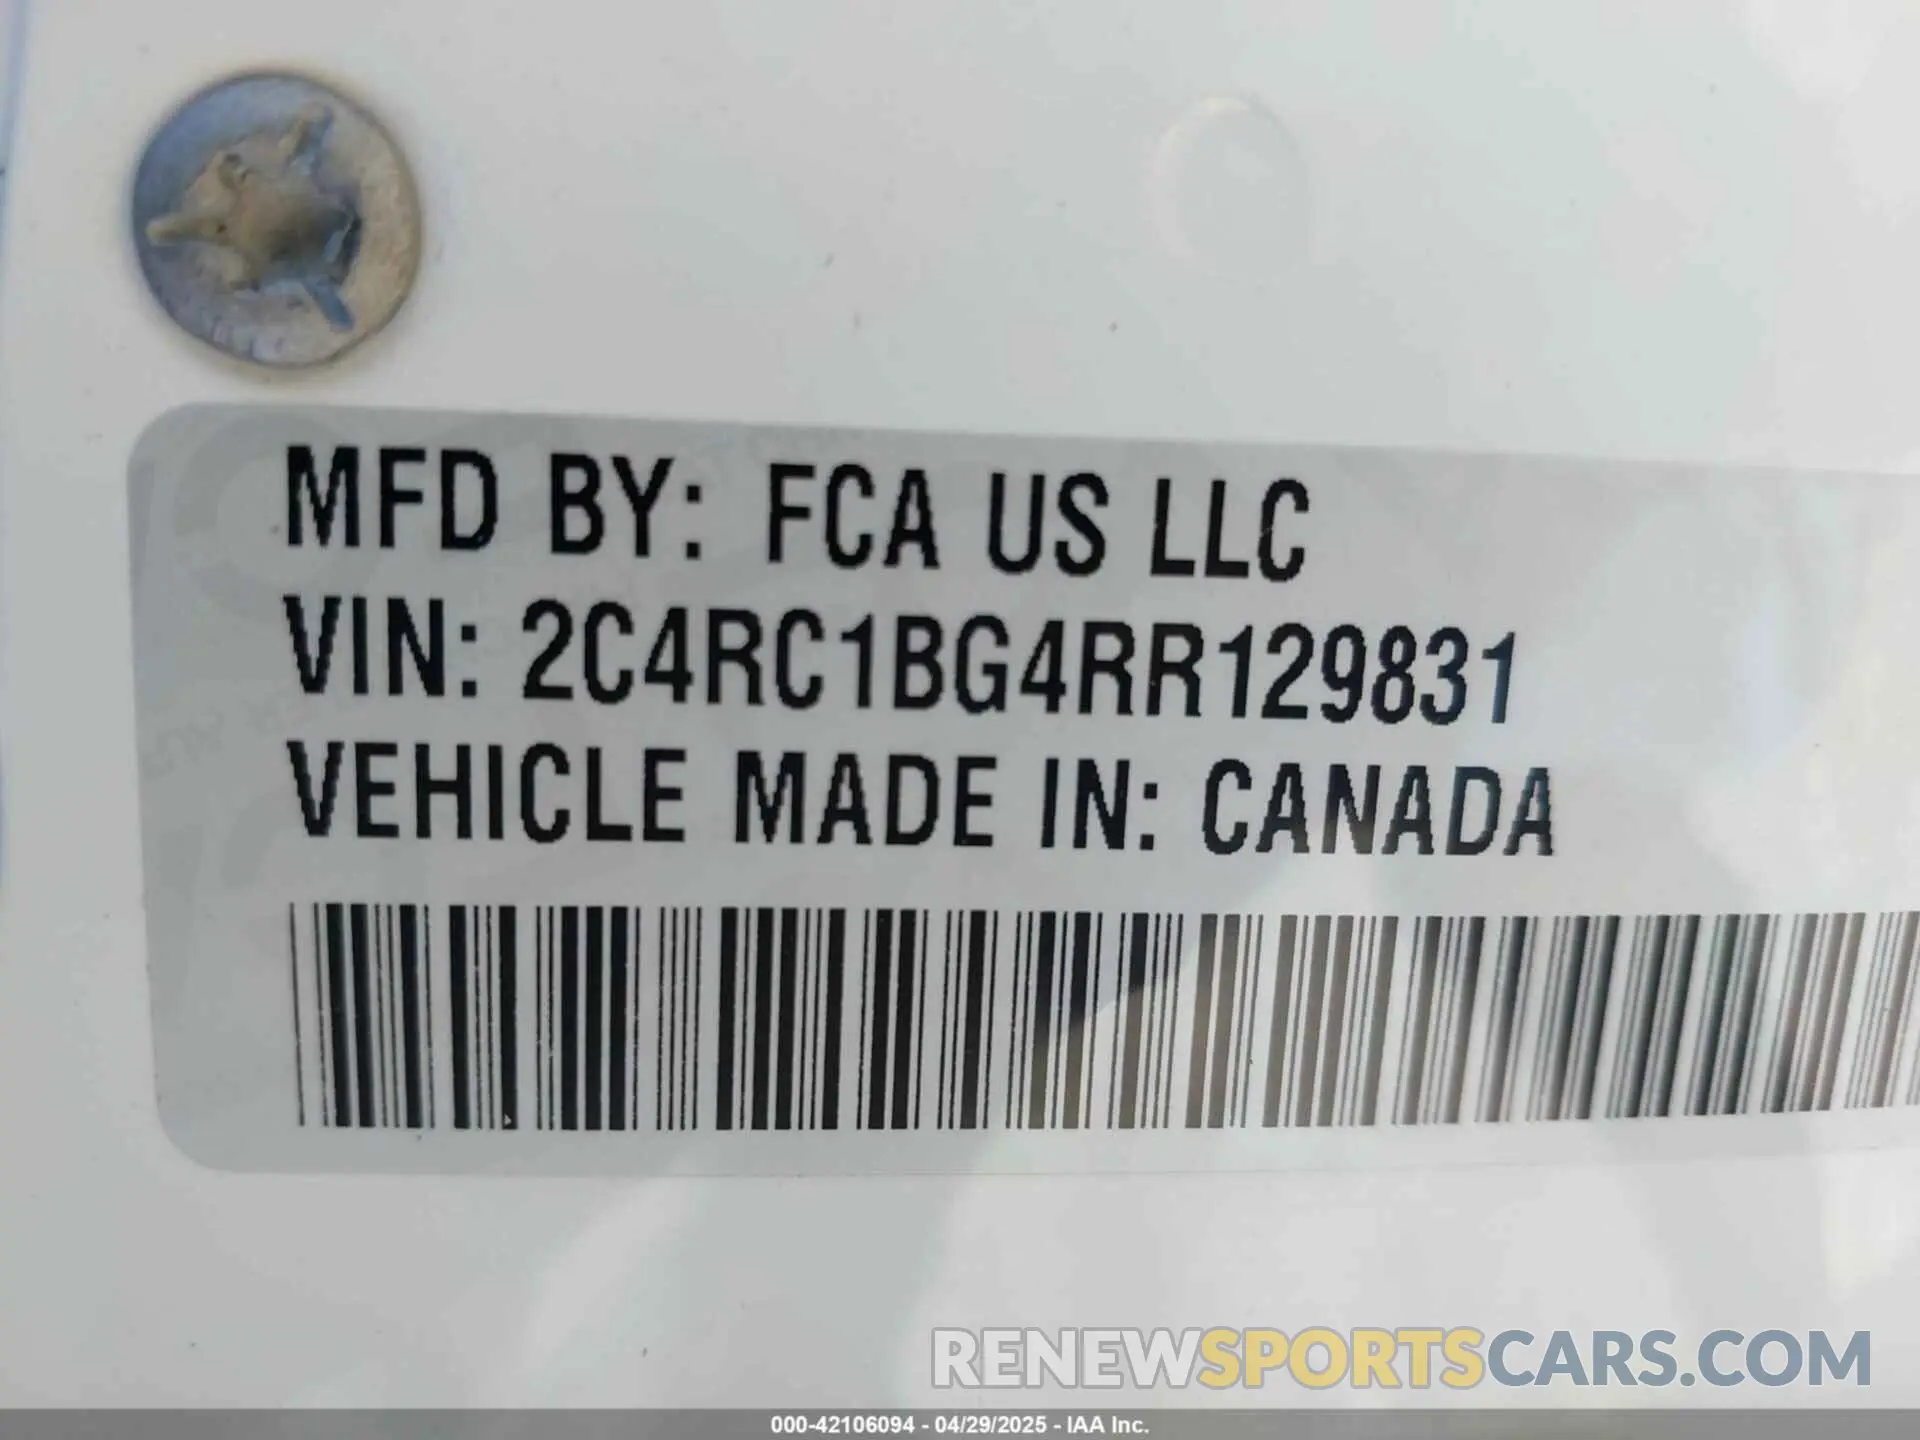 MFD BY: FCA US LLC
VIN: 2C4RC1BG4RR129831
VEHICLE MADE IN: CANADA
RENEWSPORTSCARS.COM
000-42106094 - 04/29/2025 - IAA Inc.